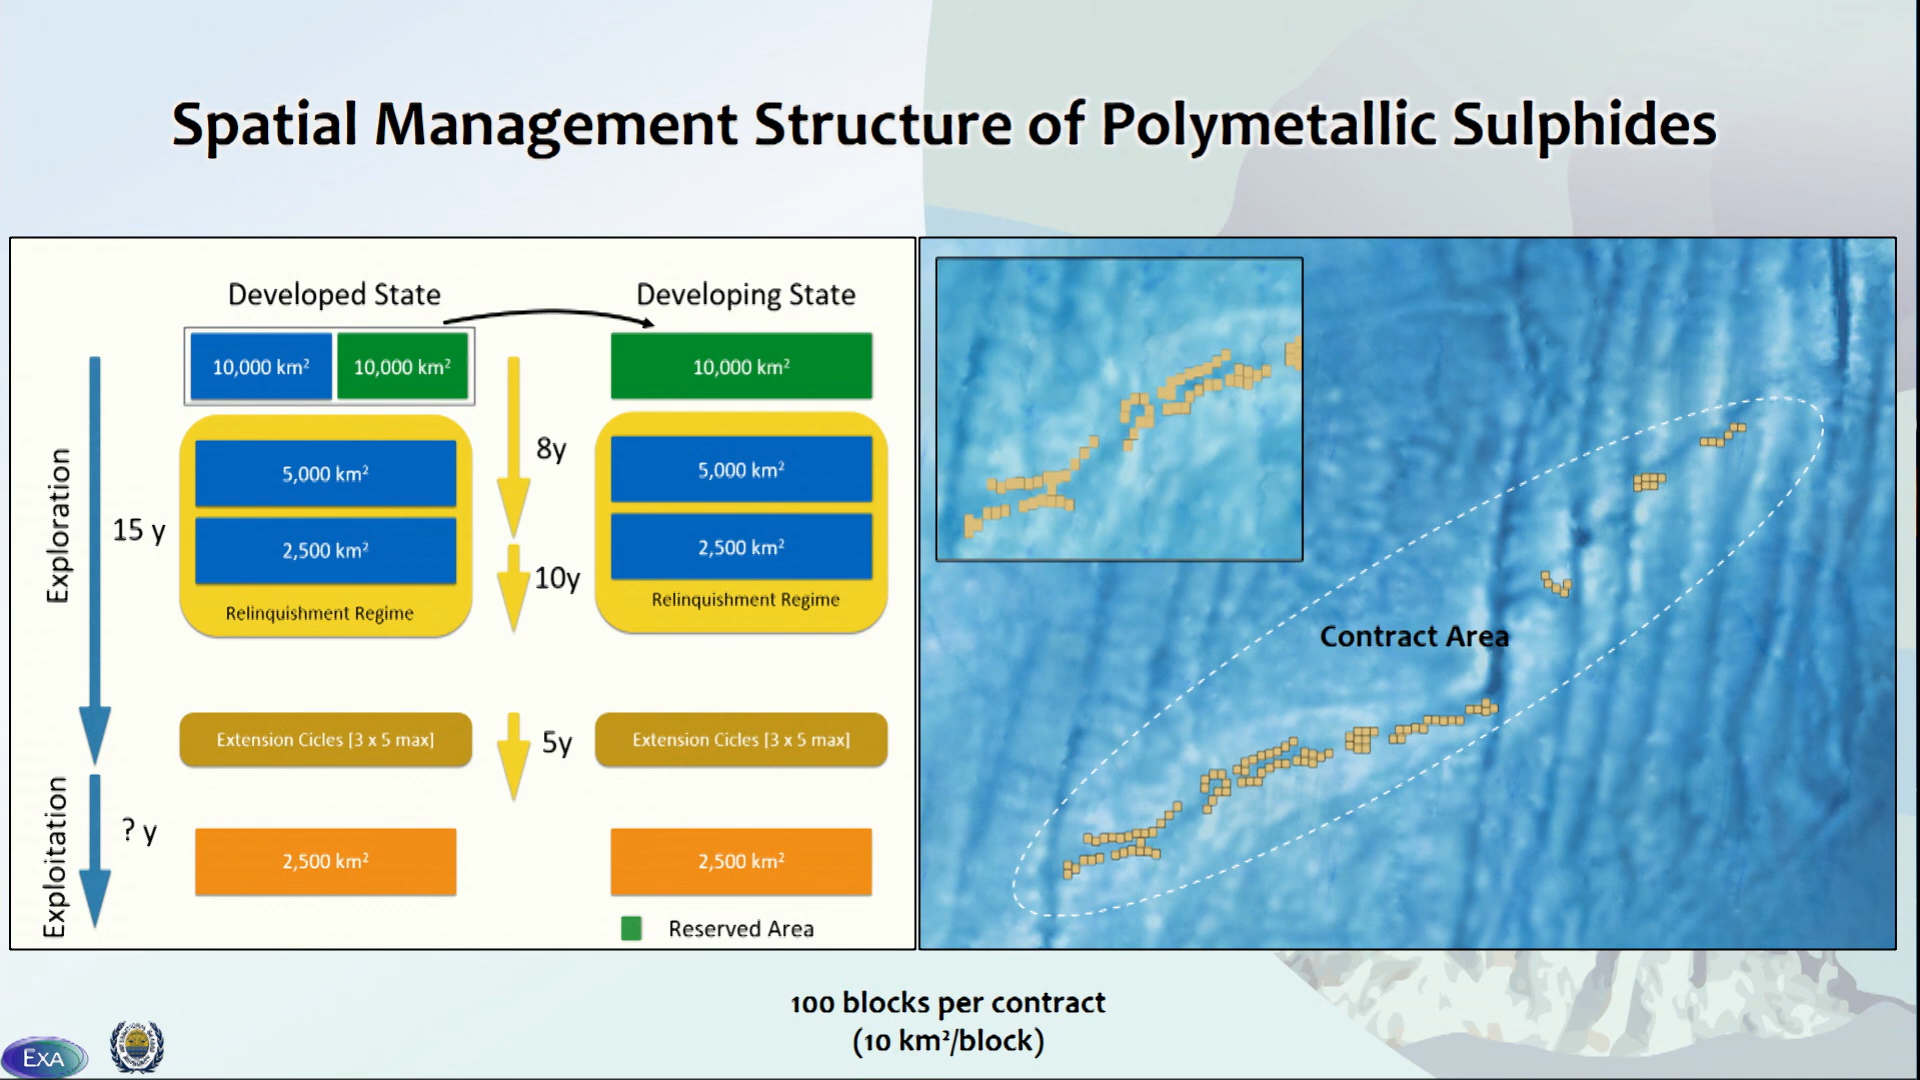 Spatial Management Structure of Polymetallic Sulphides
Developed State
Developing State
10,000 km²
10,000 km²
10,000 km²
Exploration
15 y
5,000 km²
2,500 km²
Relinquishment Regime
8y
10y
5,000 km²
2,500 km²
Relinquishment Regime
Extension Cicles [3 x 5 max]
5y
Extension Cicles [3 x 5 max]
Exploitation
? y
2,500 km²
2,500 km²
Reserved Area
Contract Area
100 blocks per contract
(10 km²/block)
EXA